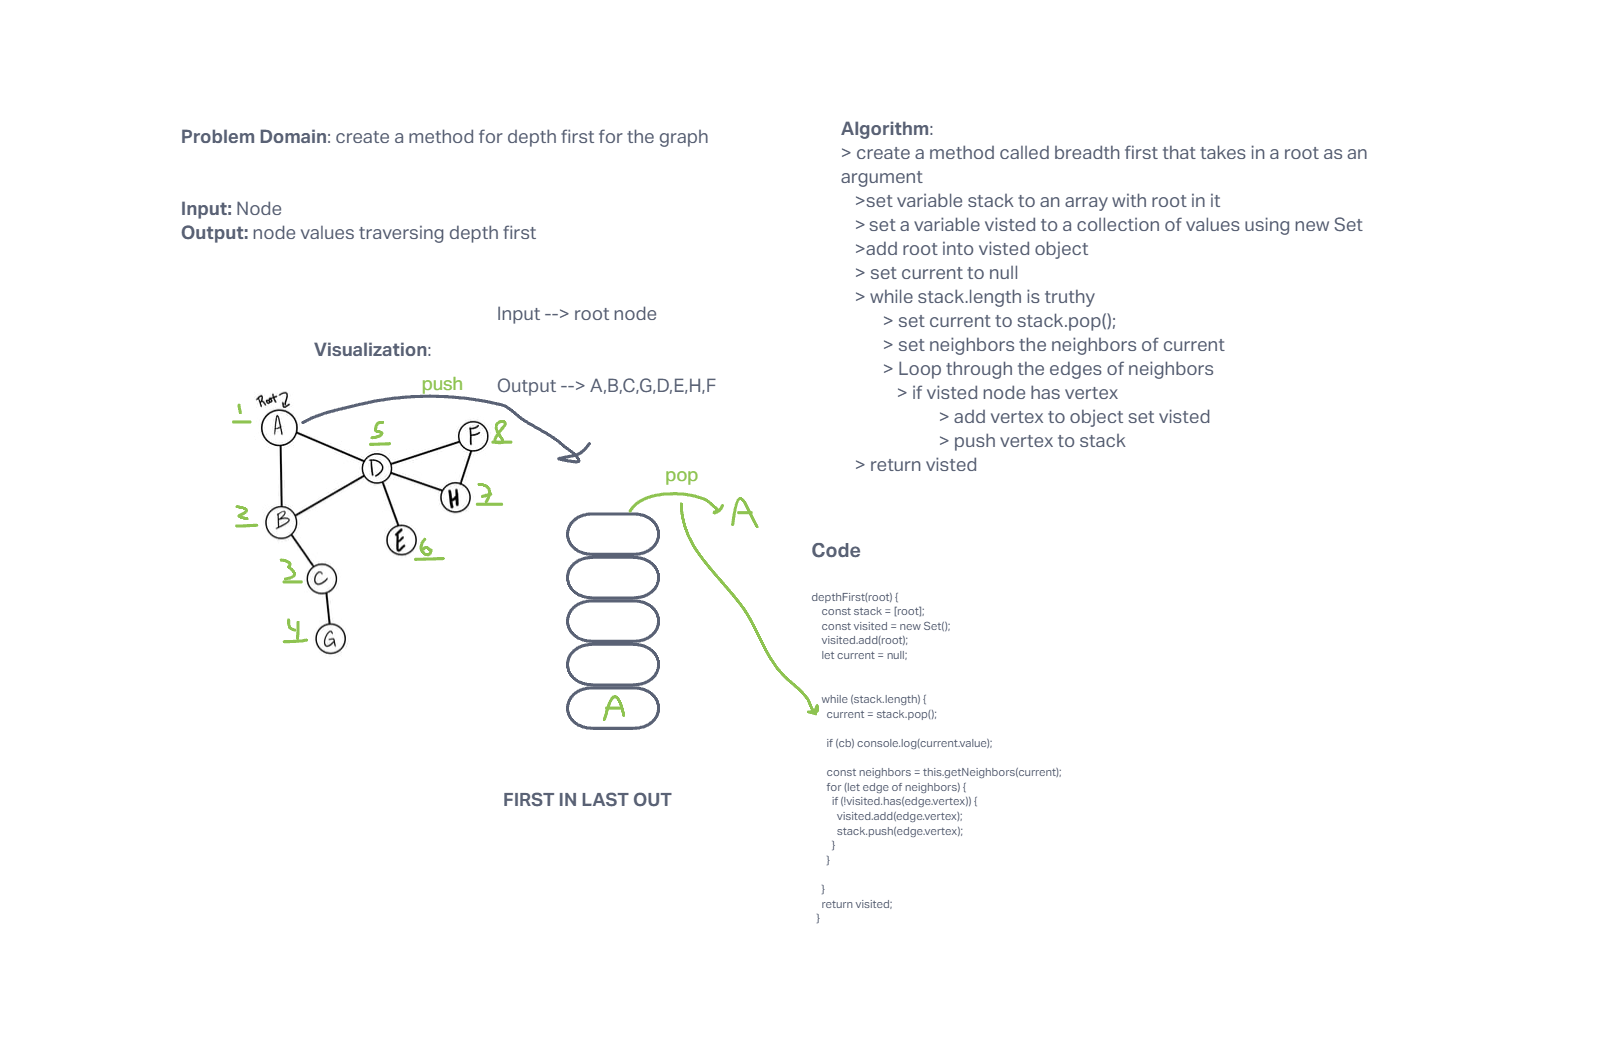 Problem Domain: create a method for depth first for the graph
Input: Node
Output: node values traversing depth first
Input --> root node
Visualization:
push
Output --> A,B,C,G,D,E,H,F
Root
1
A
5
F
8
D
H
7
2
B
E
6
3
C
4
G
pop
A
A
FIRST IN LAST OUT
Algorithm:
> create a method called breadth first that takes in a root as an
argument
>set variable stack to an array with root in it
> set a variable visted to a collection of values using new Set
>add root into visted object
> set current to null
> while stack.length is truthy
> set current to stack.pop();
> set neighbors the neighbors of current
> Loop through the edges of neighbors
> if visted node has vertex
> add vertex to object set visted
> push vertex to stack
> return visted
Code
depthFirst(root) {
const stack = [root];
const visited = new Set();
visited.add(root);
let current = null;
while (stack.length) {
current = stack.pop();
if (cb) console.log(current.value);
const neighbors = this.getNeighbors(current);
for (let edge of neighbors) {
if (!visited.has(edge.vertex)) {
visited.add(edge.vertex);
stack.push(edge.vertex);
}
}
}
return visited;
}